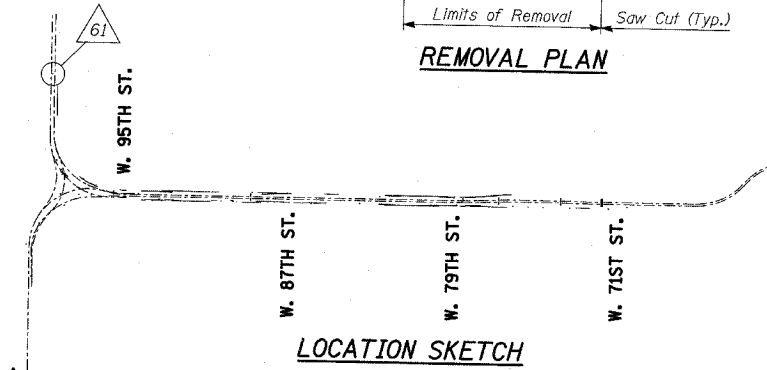 Limits of Removal
Saw Cut (Typ.)
REMOVAL PLAN
61
W. 95TH ST.
W. 87TH ST.
W. 79TH ST.
W. 71ST ST.
LOCATION SKETCH